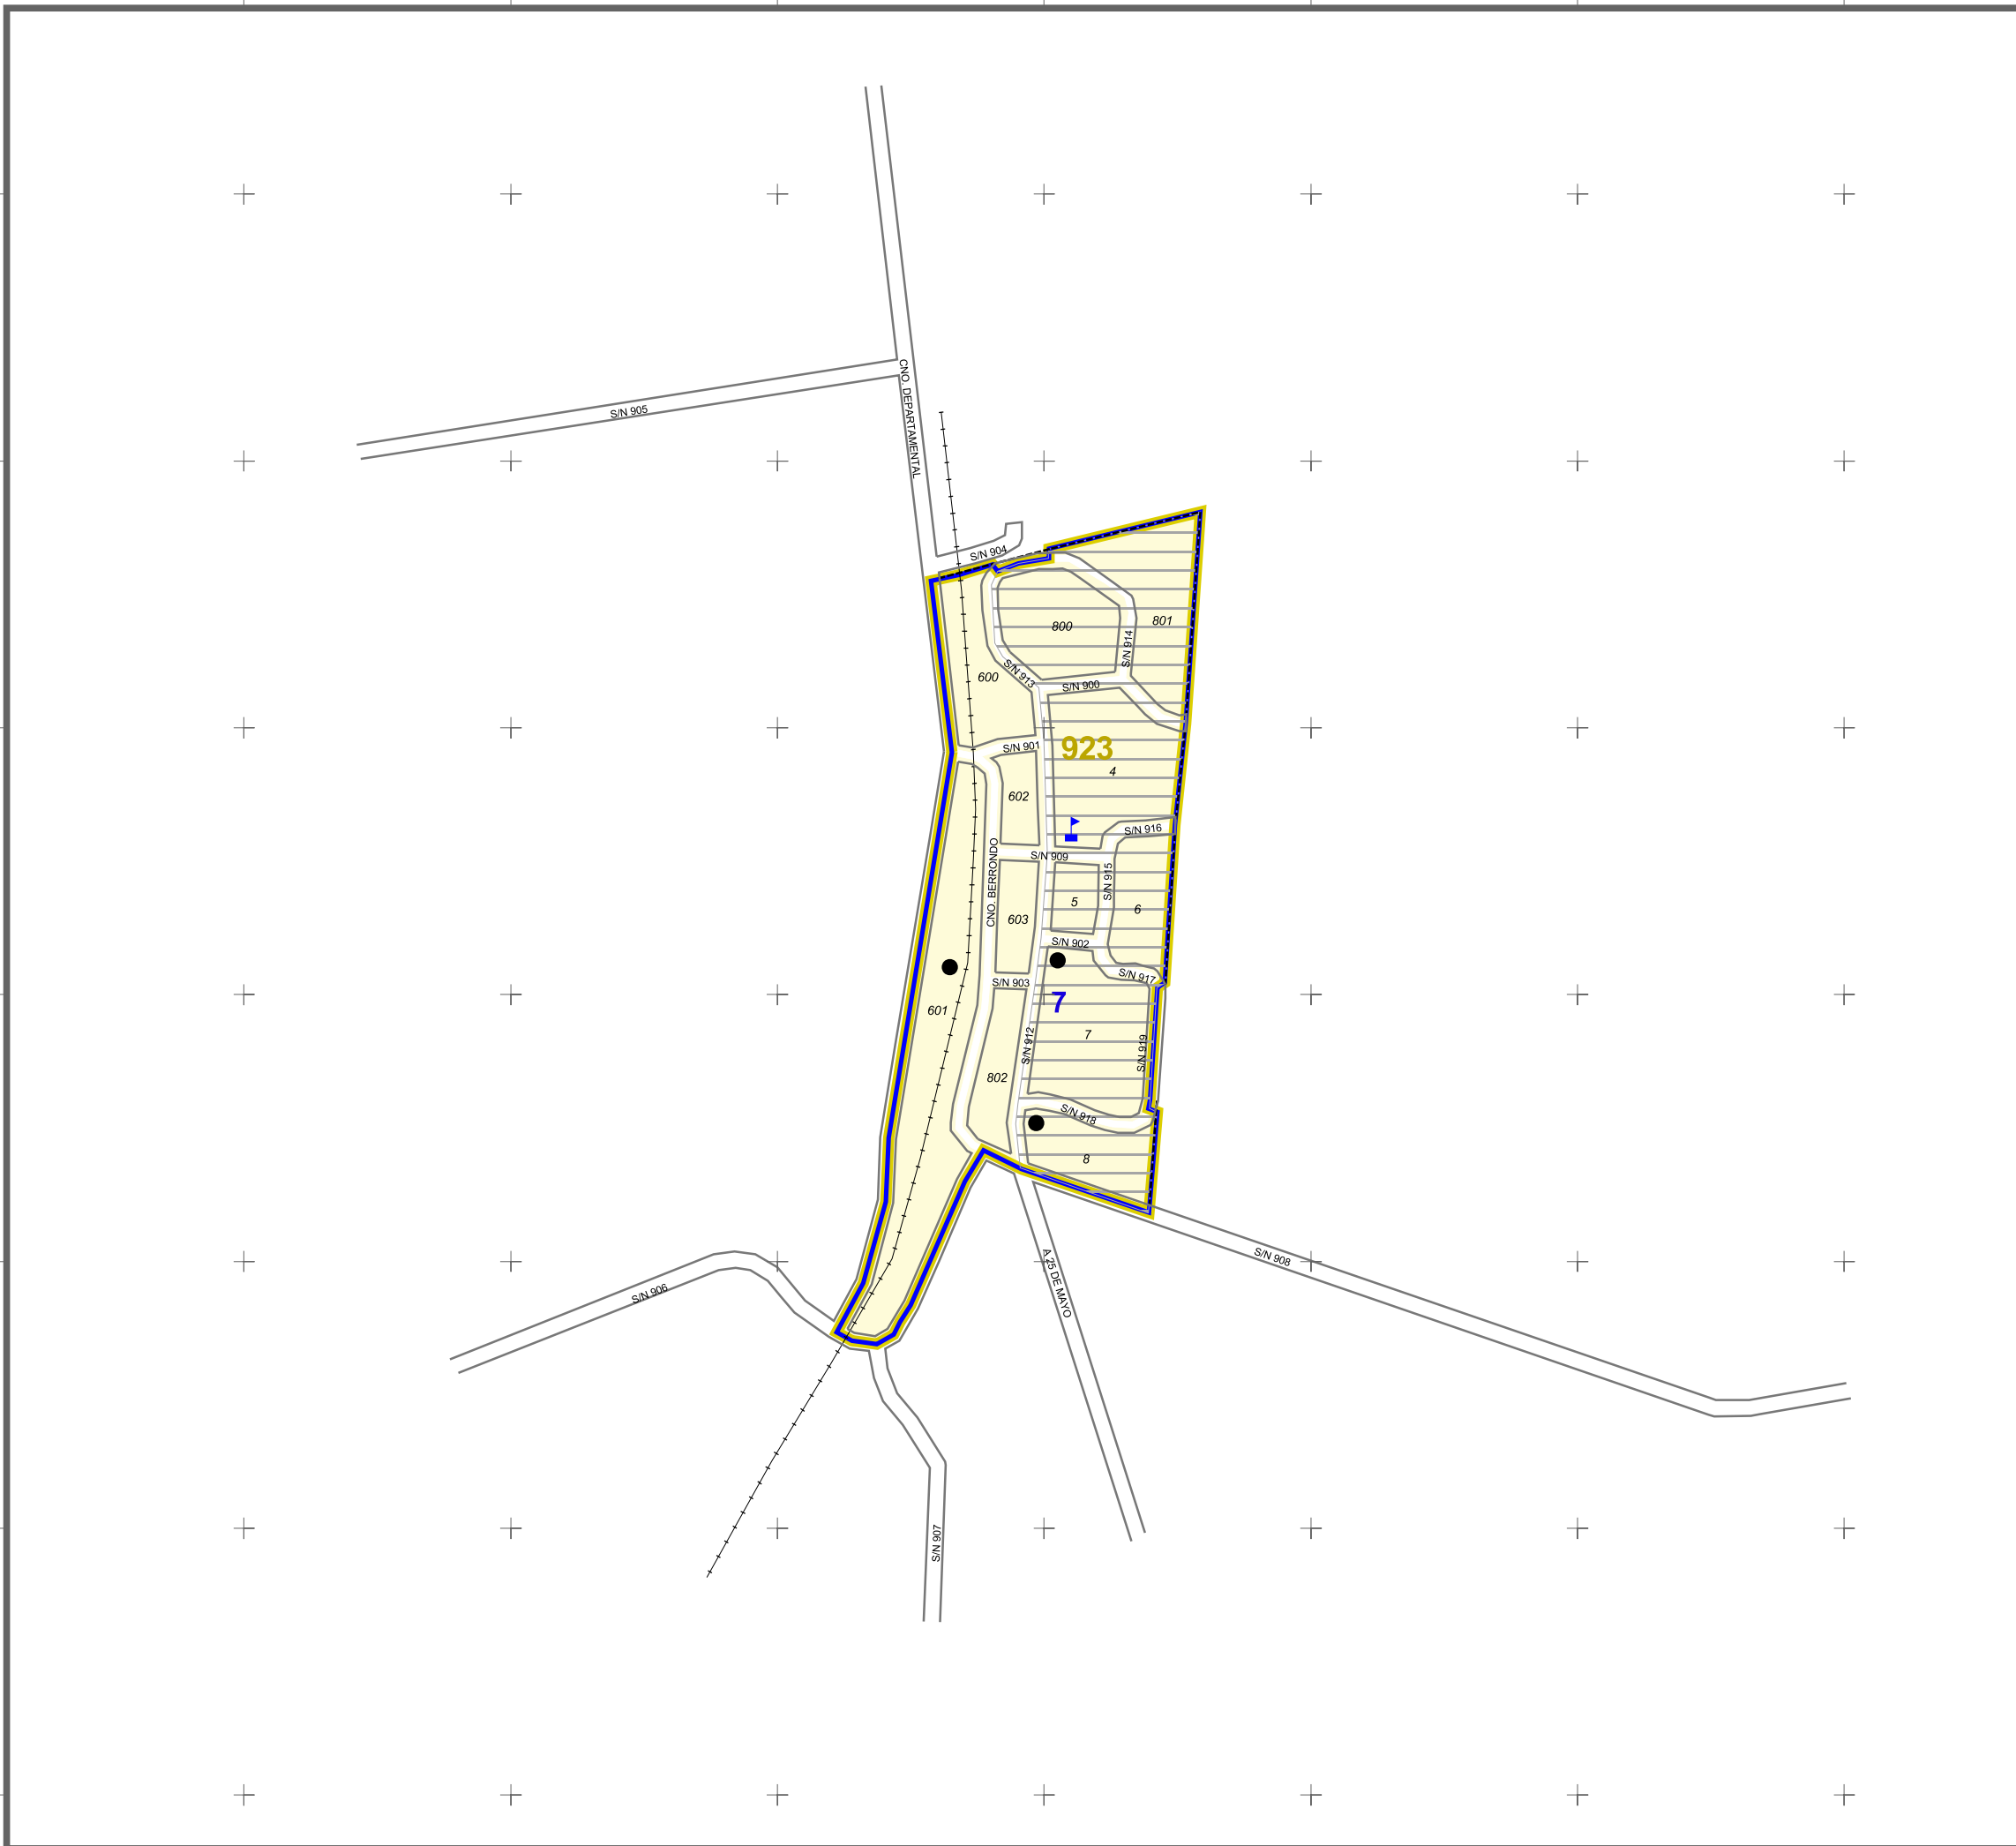 CNO. DEPARTAMENTAL
S/N 905
S/N 904
800
801
S/N 914
S/N 913
600
S/N 900
S/N 901
923
4
602
S/N 916
S/N 909
CNO. BERRONDO
S/N 915
5
6
603
S/N 902
S/N 917
S/N 903
7
601
7
S/N 912
S/N 919
802
S/N 918
8
S/N 908
A 25 DE MAYO
S/N 906
S/N 907